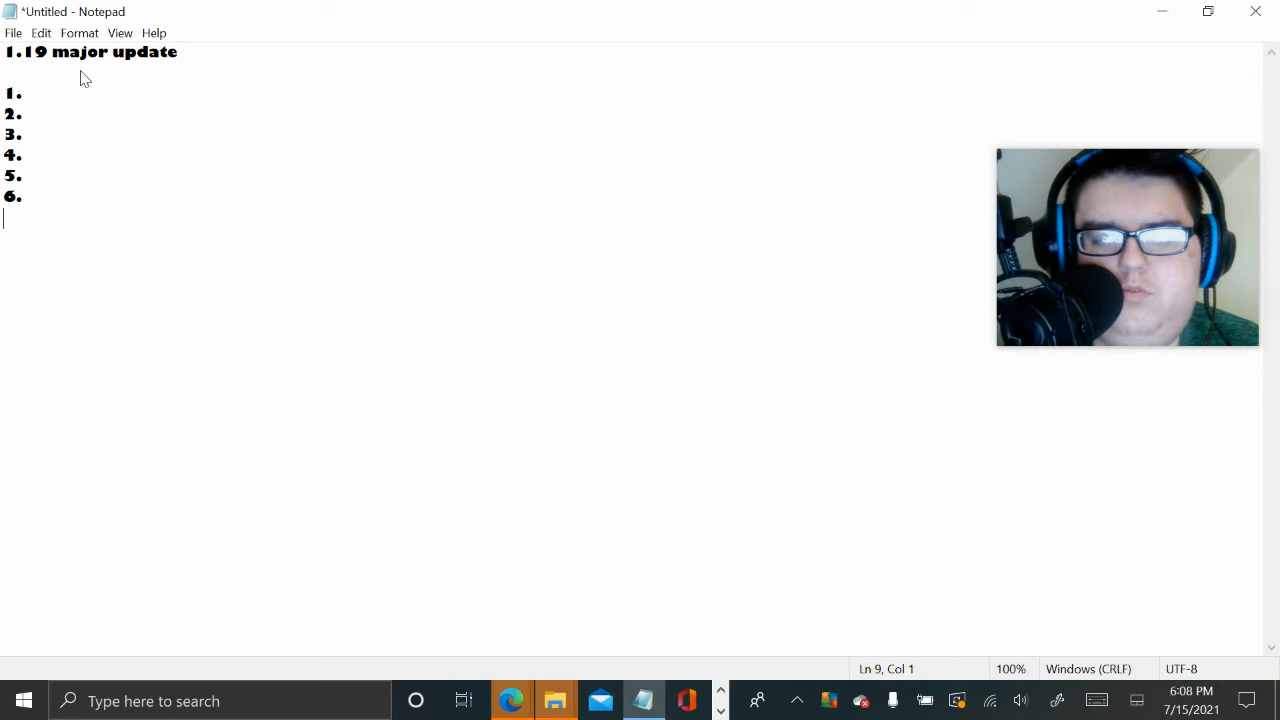 *Untitled - Notepad
File Edit Format View Help
1.19 major update
1.
2.
3.
4.
5.
6.
Ln 9, Col 1 100% Windows (CRLF) UTF-8
Type here to search
6:08 PM
7/15/2021